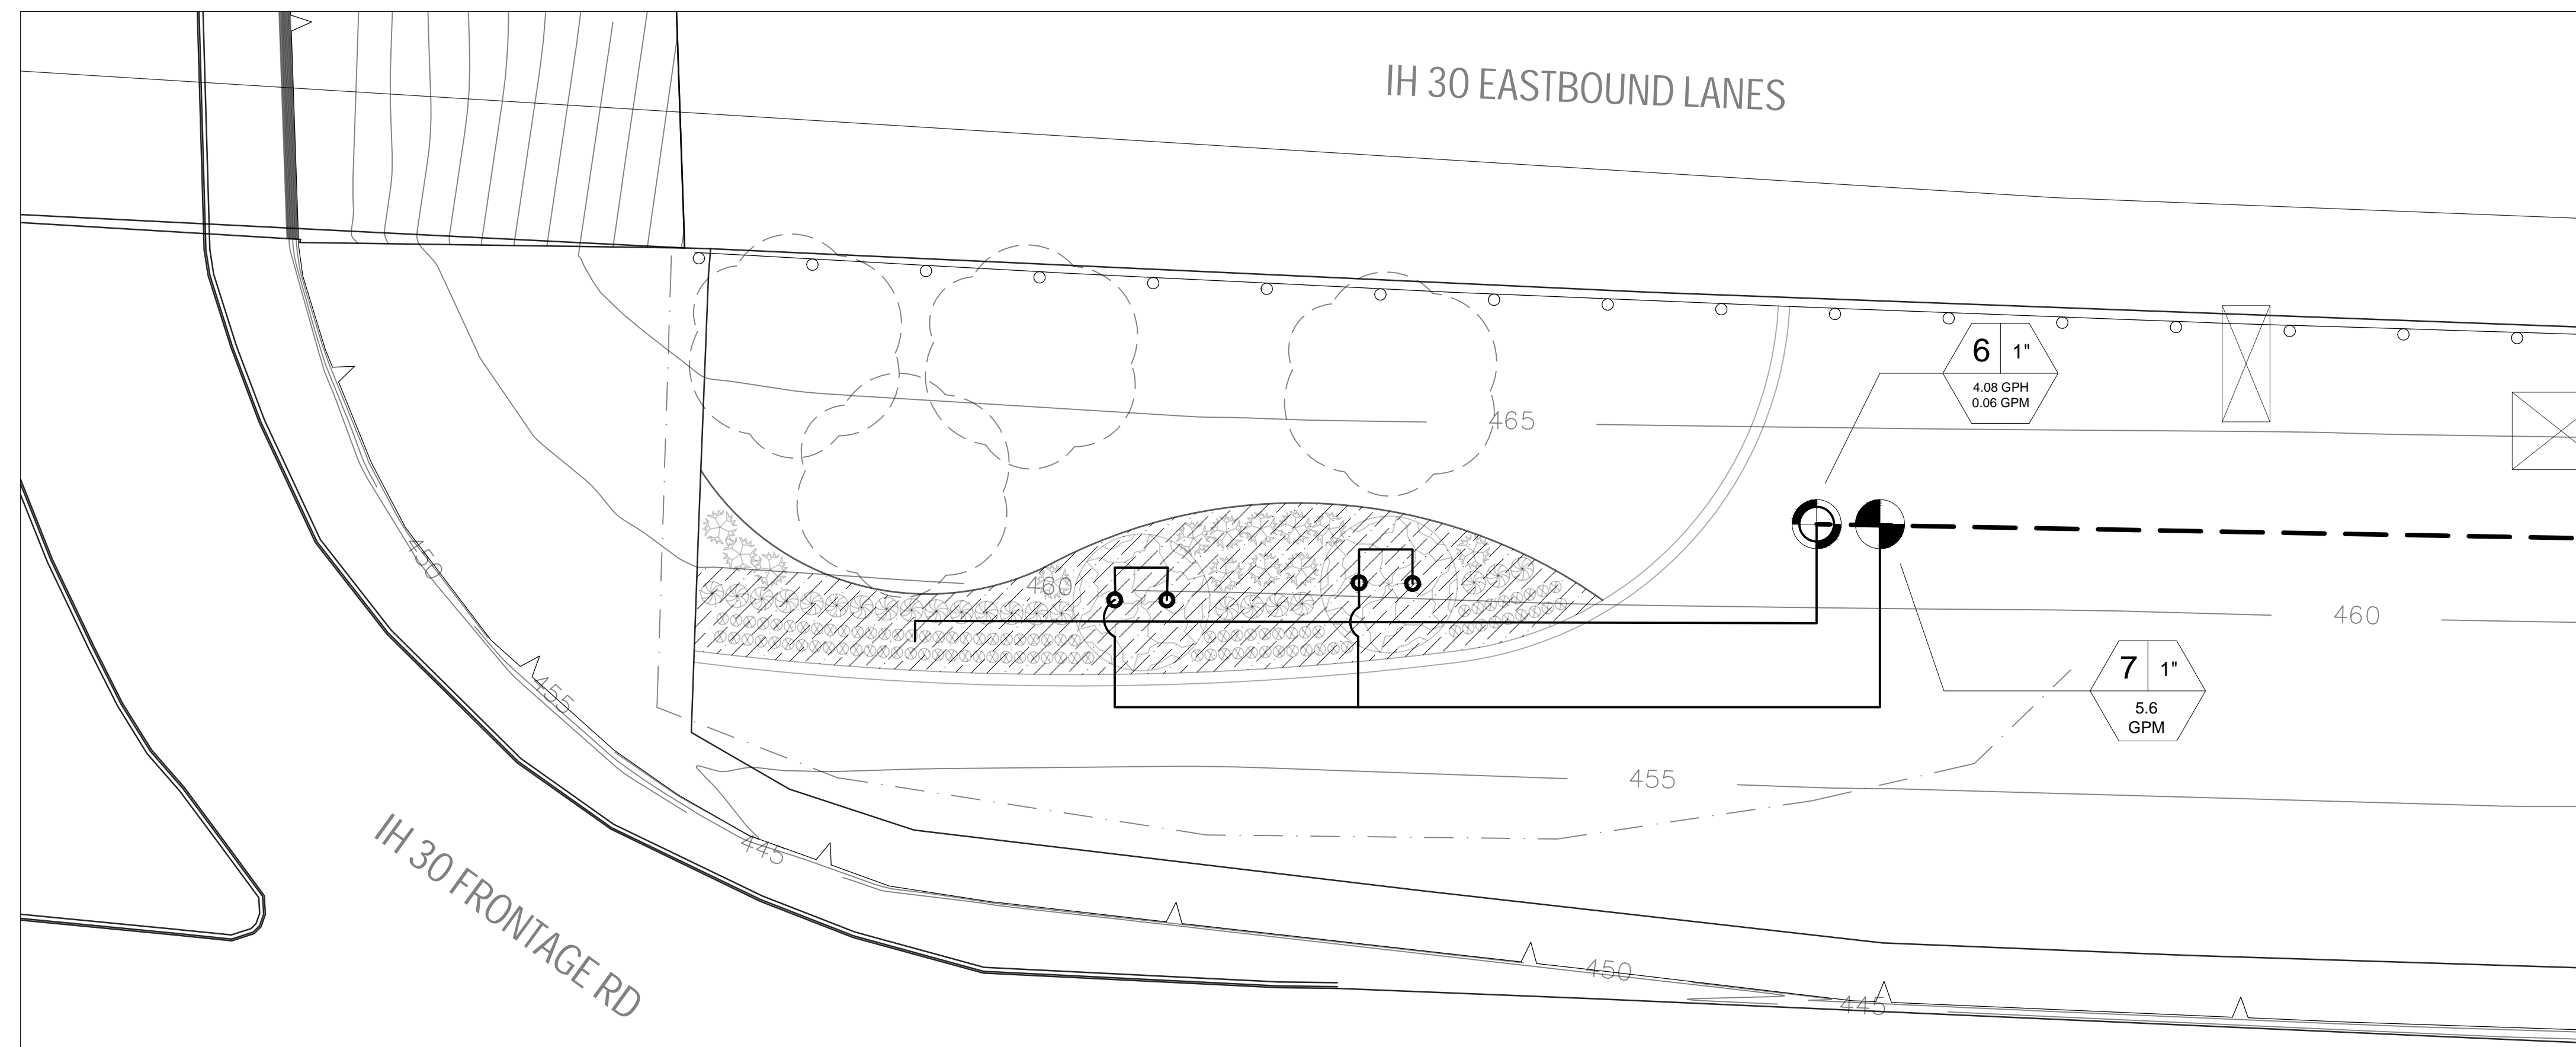 IH 30 EASTBOUND LANES
6 1"
4.08 GPH
0.06 GPM
465
450
460
460
455
7 1"
5.6
GPM
455
445
IH 30 FRONTAGE RD
450
445